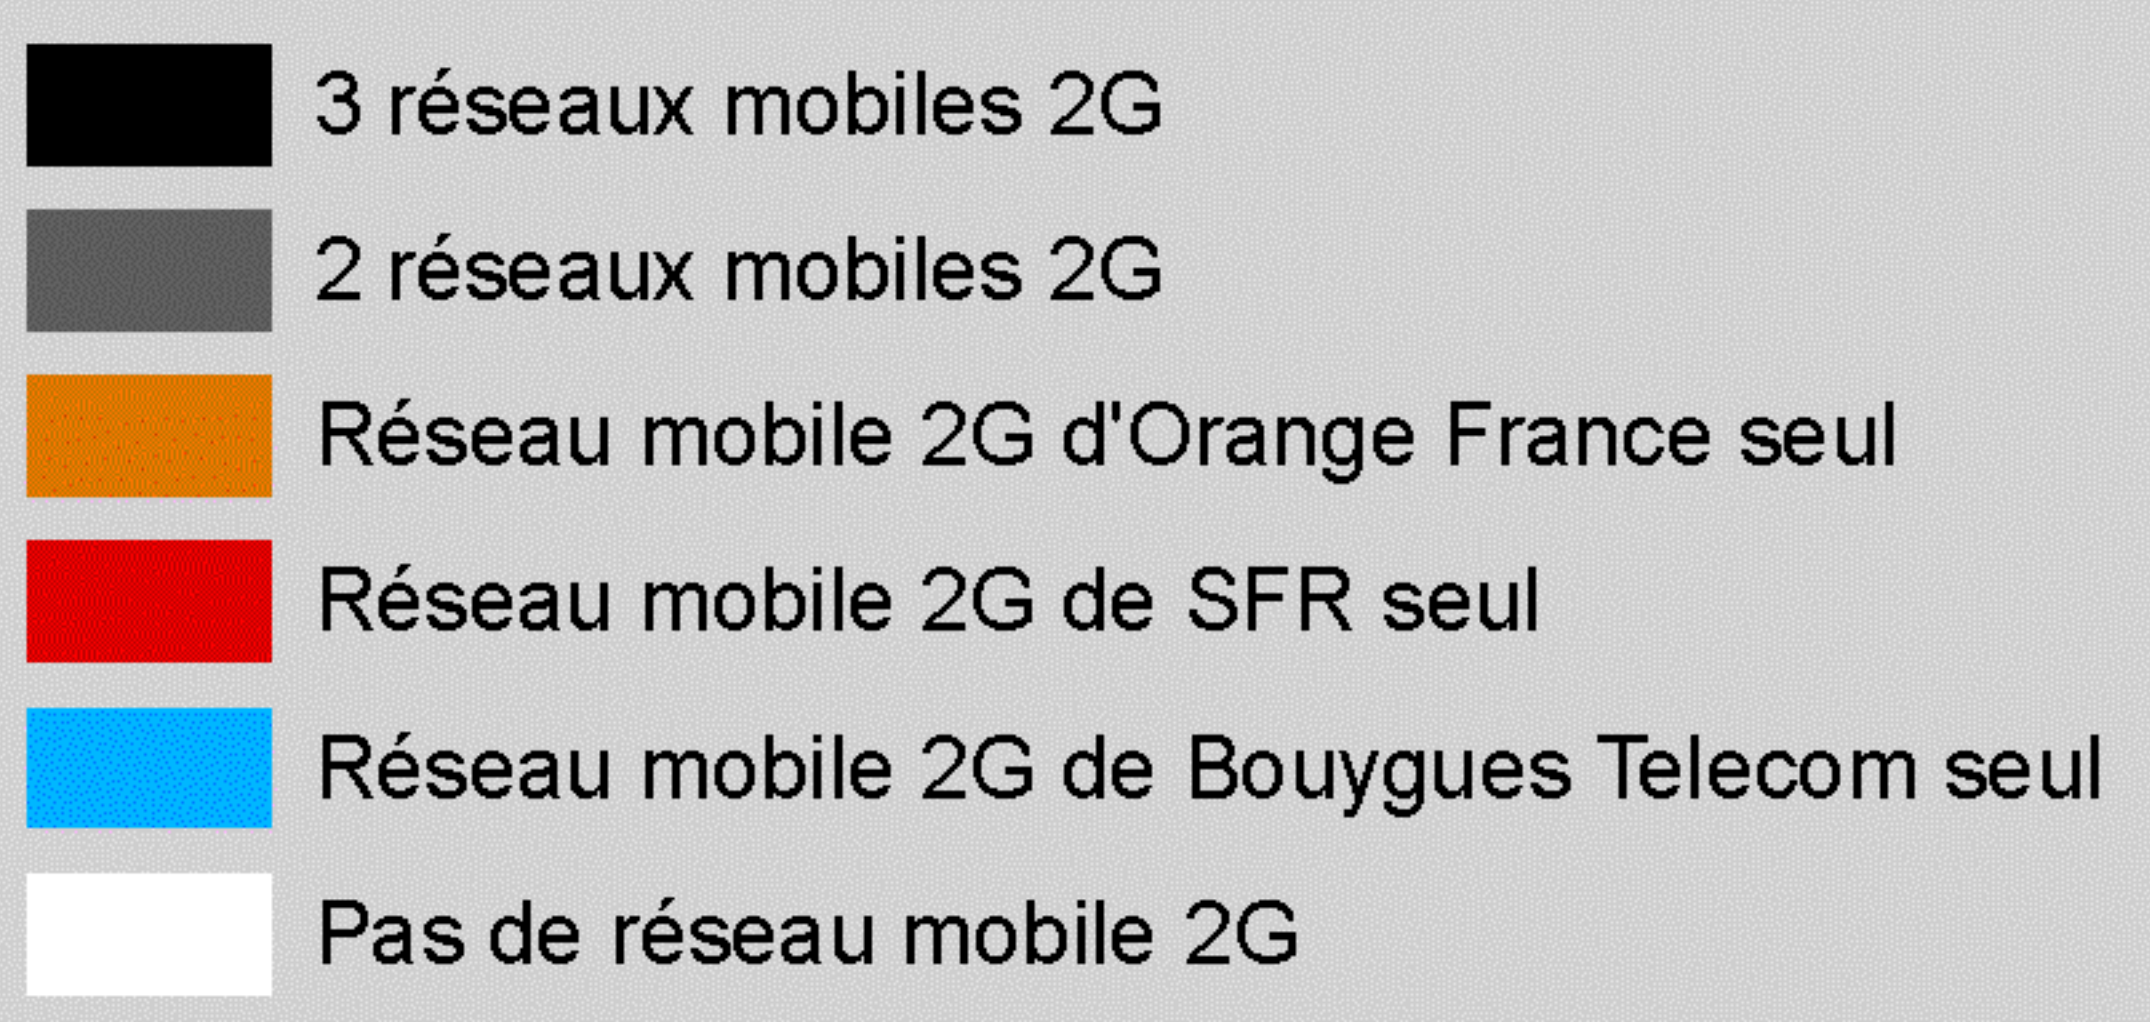 3 réseaux mobiles 2G
2 réseaux mobiles 2G
Réseau mobile 2G d'Orange France seul
Réseau mobile 2G de SFR seul
Réseau mobile 2G de Bouygues Telecom seul
Pas de réseau mobile 2G